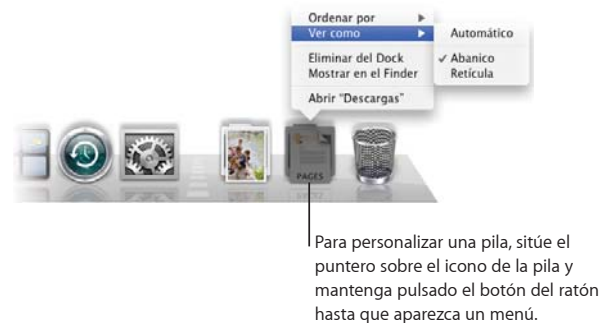 Ordenar por
Ver como
Automático
Eliminar del Dock
✓ Abanico
Mostrar en el Finder
Retícula
Abrir “Descargas”
PAGES
Para personalizar una pila, sitúe el
puntero sobre el icono de la pila y
mantenga pulsado el botón del ratón
hasta que aparezca un menú.